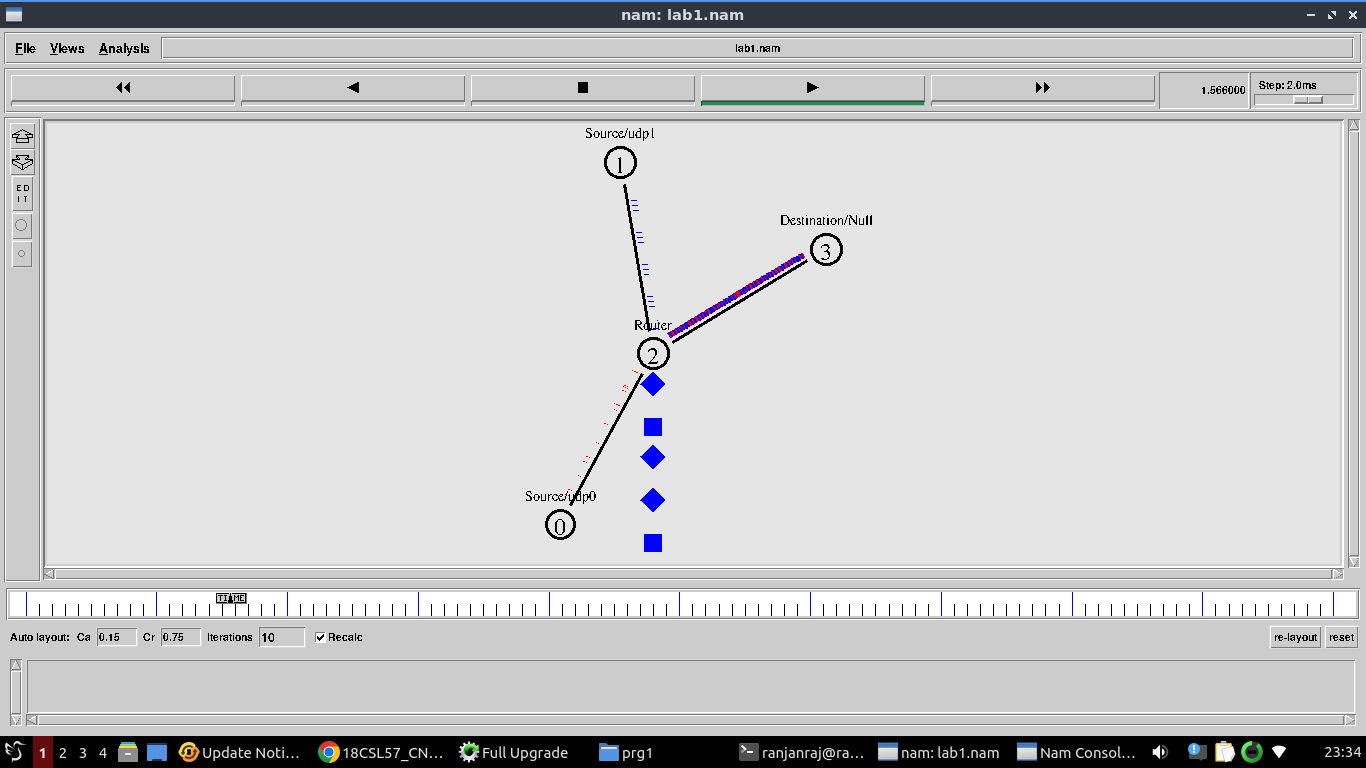 nam: lab1.nam
File Views Analysis lab1.nam
1.566000 Step: 2.0ms
Source/udp1
1
Destination/Null
3
ED
IT
Router
2
Source/udp0
0
TIME
Auto layout: Ca 0.15 Cr 0.75 Iterations 10 Recalc re-layout reset
1 2 3 4 Update Noti... 18CSL57_CN... Full Upgrade prg1 ranjanraj@ra... nam: lab1.nam Nam Consol... 23:34